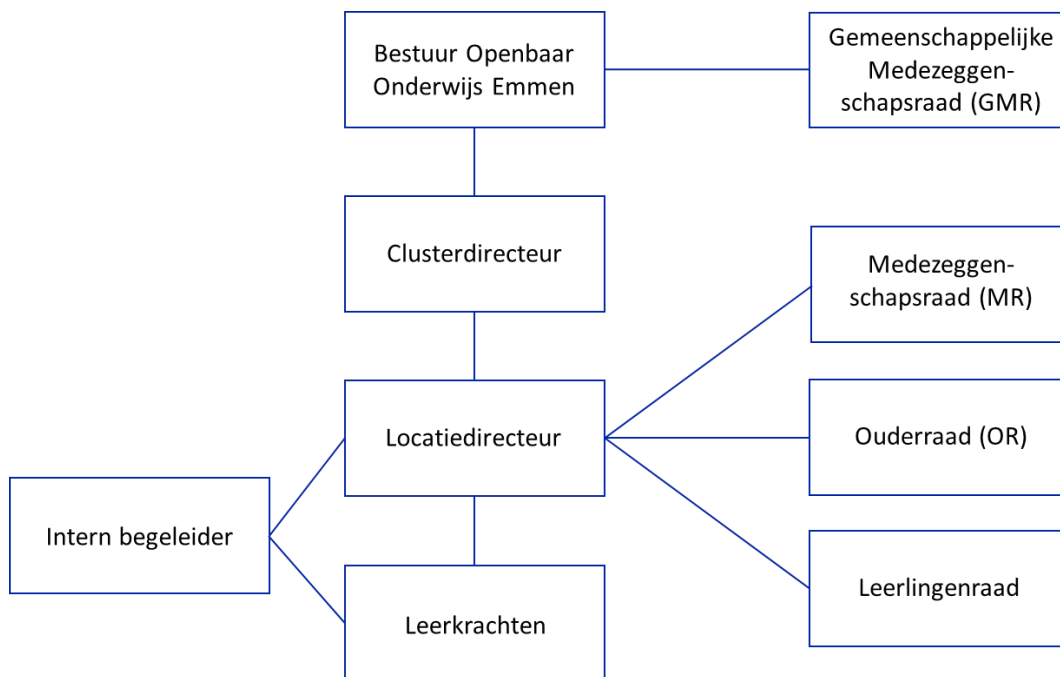 Bestuur Openbaar
Onderwijs Emmen
Gemeenschappelijke
Medezeggen-
schapsraad (GMR)
Clusterdirecteur
Medezeggen-
schapsraad (MR)
Locatiedirecteur
Ouderraad (OR)
Intern begeleider
Leerkrachten
Leerlingenraad